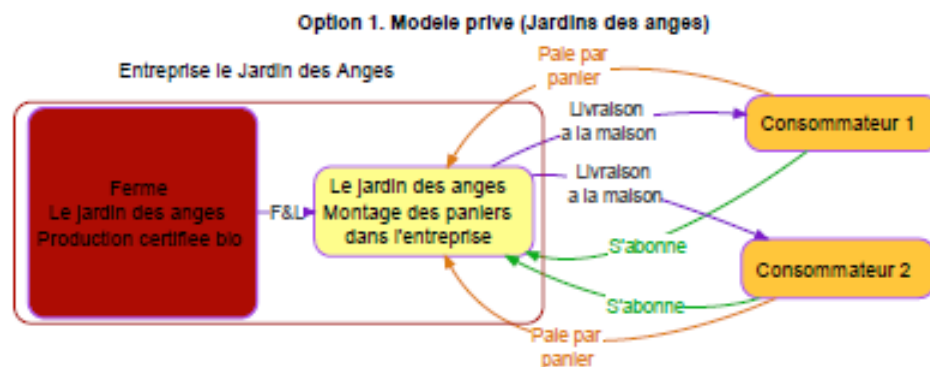 Option 1. Modele prive (Jardins des anges)
Entreprise le Jardin des Anges
Paie par
panier
Livraison
a la maison
Consommateur 1
Livraison
a la maison
Ferme
Le jardin des anges
Production certifiee bio
F&L
Le jardin des anges
Montage des paniers
dans l'entreprise
S'abonne
Consommateur 2
S'abonne
Paie par
panier